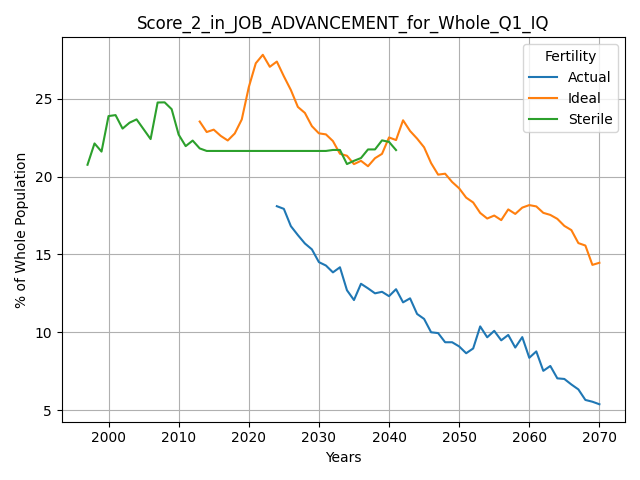 Score_2_in_JOB_ADVANCEMENT_for_Whole_Q1_IQ
Fertility
Actual
Ideal
Sterile
% of Whole Population
25
20
15
10
5
2000 2010 2020 2030 2040 2050 2060 2070
Years